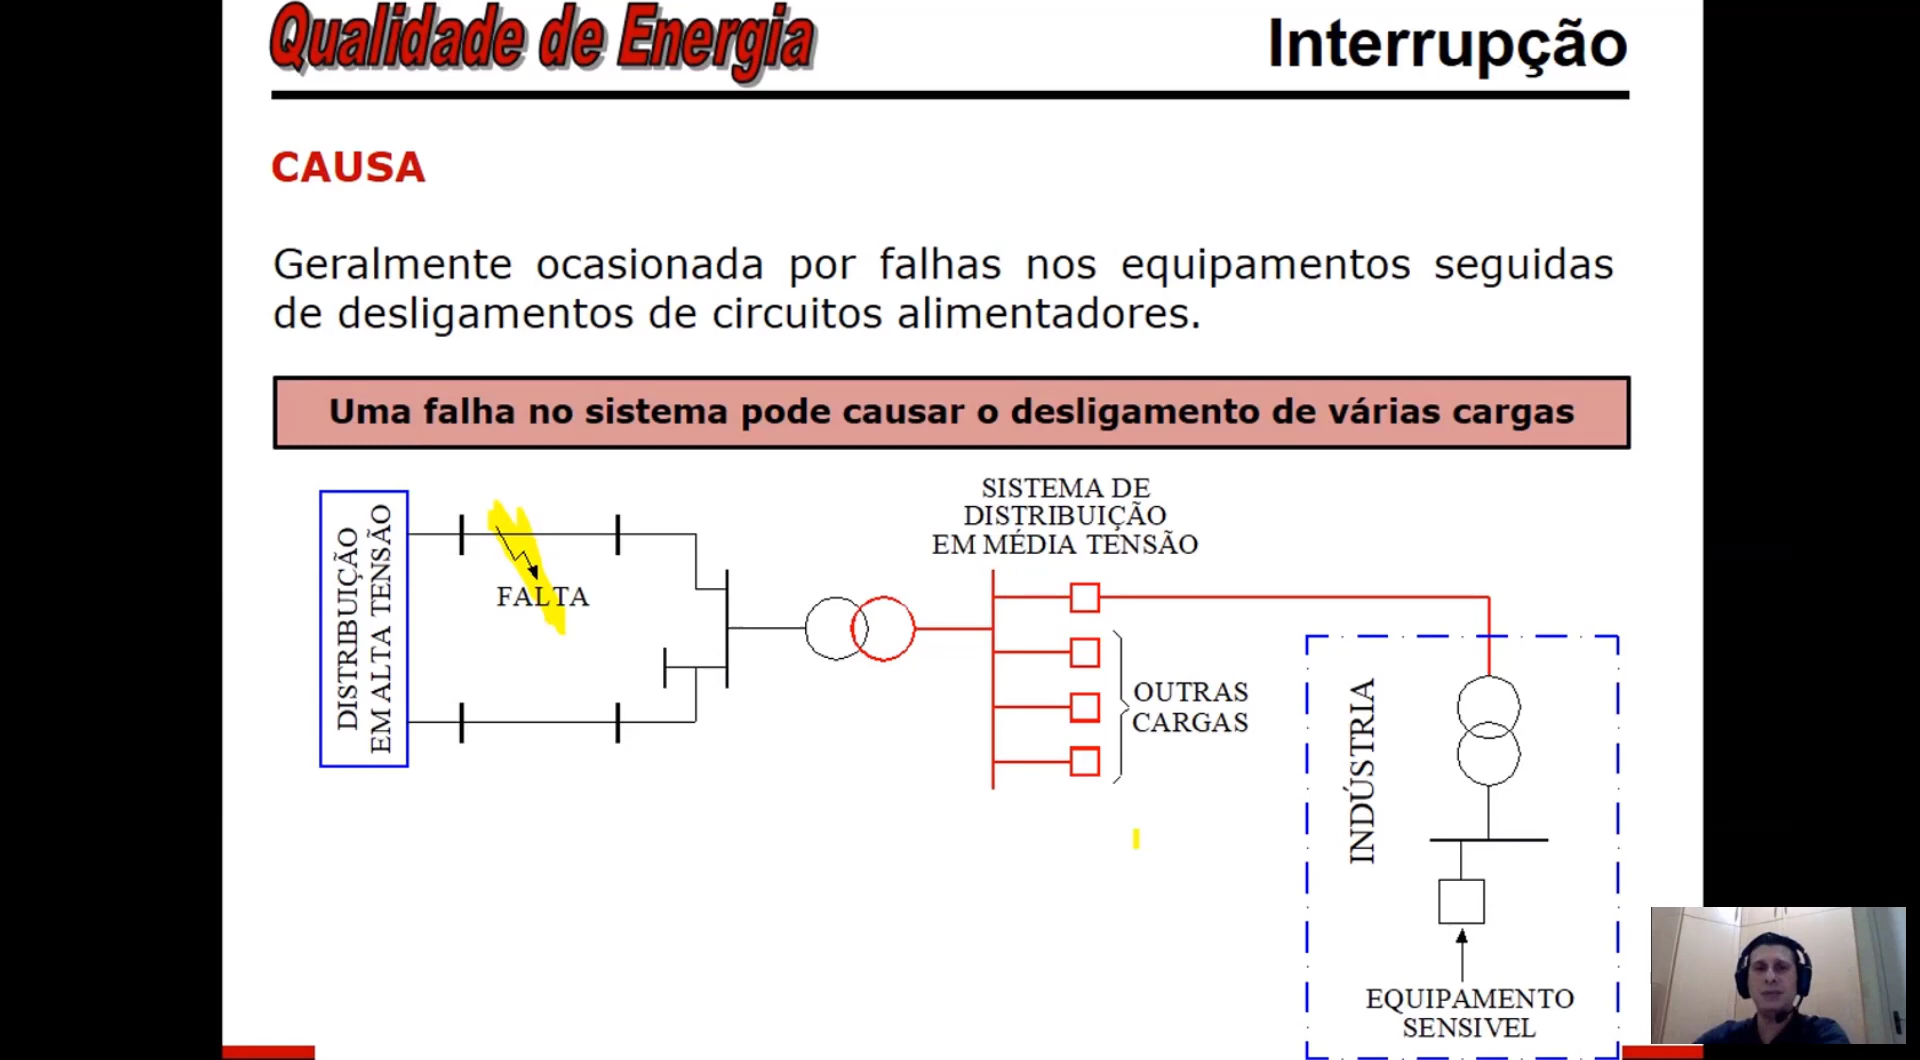 Qualidade de Energia
Interrupção
CAUSA
Geralmente ocasionada por falhas nos equipamentos seguidas
de desligamentos de circuitos alimentadores.
Uma falha no sistema pode causar o desligamento de várias cargas
DISTRIBUIÇÃO
EM ALTA TENSÃO
FALTA
SISTEMA DE
DISTRIBUIÇÃO
EM MÉDIA TENSÃO
OUTRAS
CARGAS
INDÚSTRIA
EQUIPAMENTO
SENSIVEL